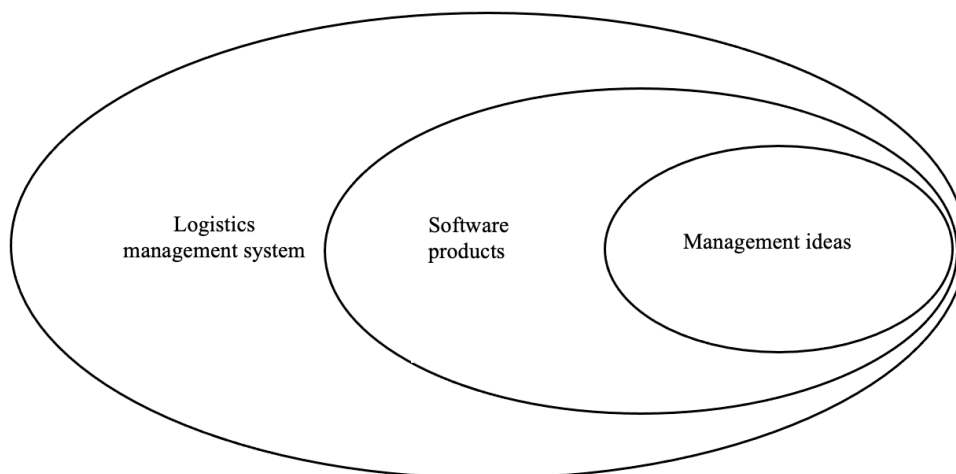 Logistics
management system
Software
products
Management ideas